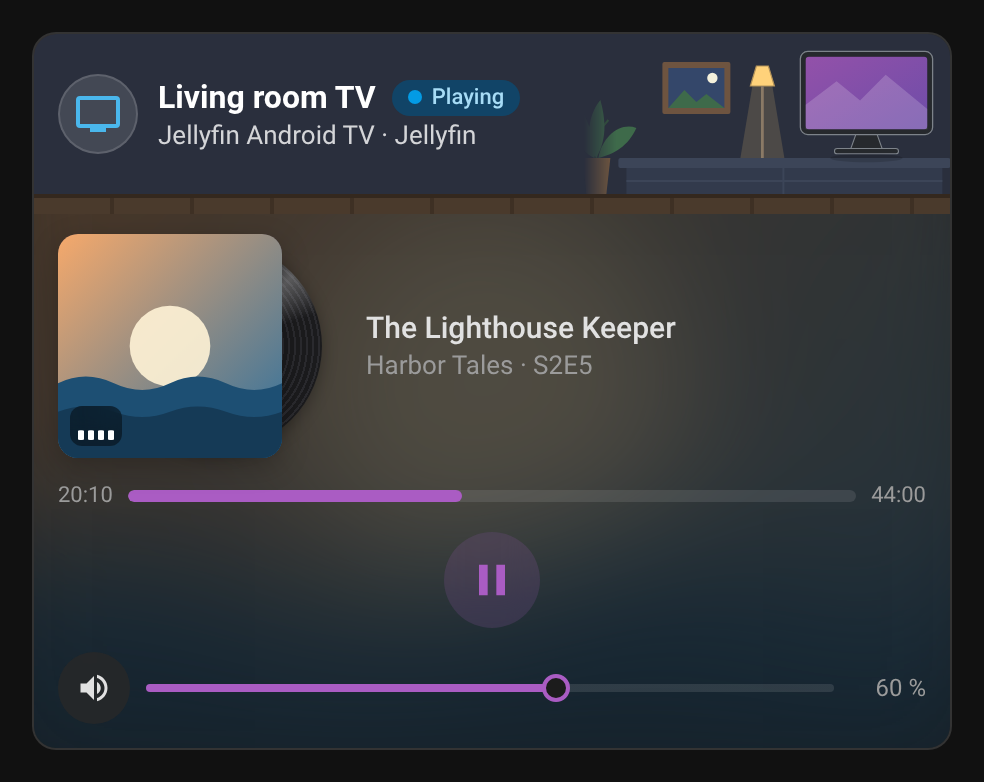 Living room TV
Playing
Jellyfin Android TV · Jellyfin
The Lighthouse Keeper
Harbor Tales · S2E5
20:10
44:00
60 %